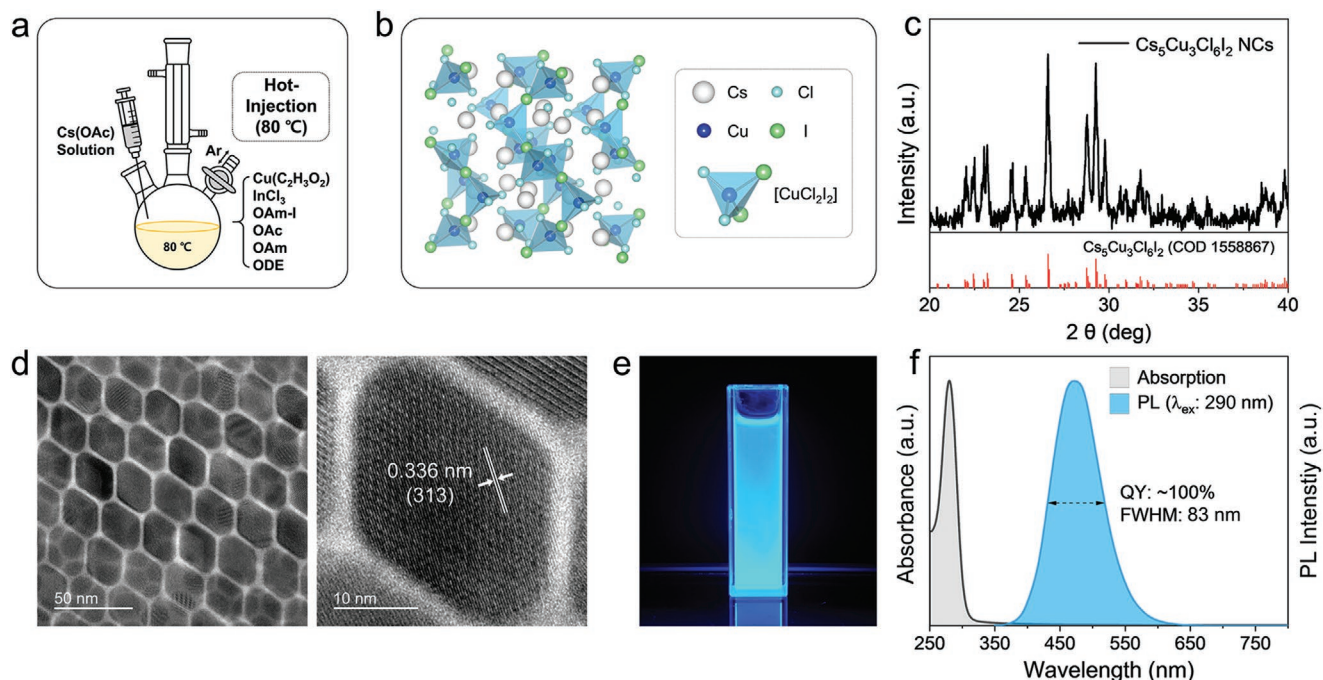 a
Hot-
Injection
(80 ℃)
Cs(OAc)
Solution
Ar
Cu(C₂H₃O₂)
InCl₃
OAm-I
OAc
OAm
ODE
80 ℃
b
Cs
Cl
Cu
I
[CuCl₂I₂]
c
Cs₅Cu₃Cl₆I₂ NCs
Intensity (a.u.)
Cs₅Cu₃Cl₆I₂ (COD 1558867)
20 25 30 35 40
2 θ (deg)
d
50 nm
0.336 nm
(313)
10 nm
e
f
Absorption
PL (λex: 290 nm)
QY: ~100%
FWHM: 83 nm
Absorbance (a.u.)
PL Intenstiy (a.u.)
250 350 450 550 650 750
Wavelength (nm)